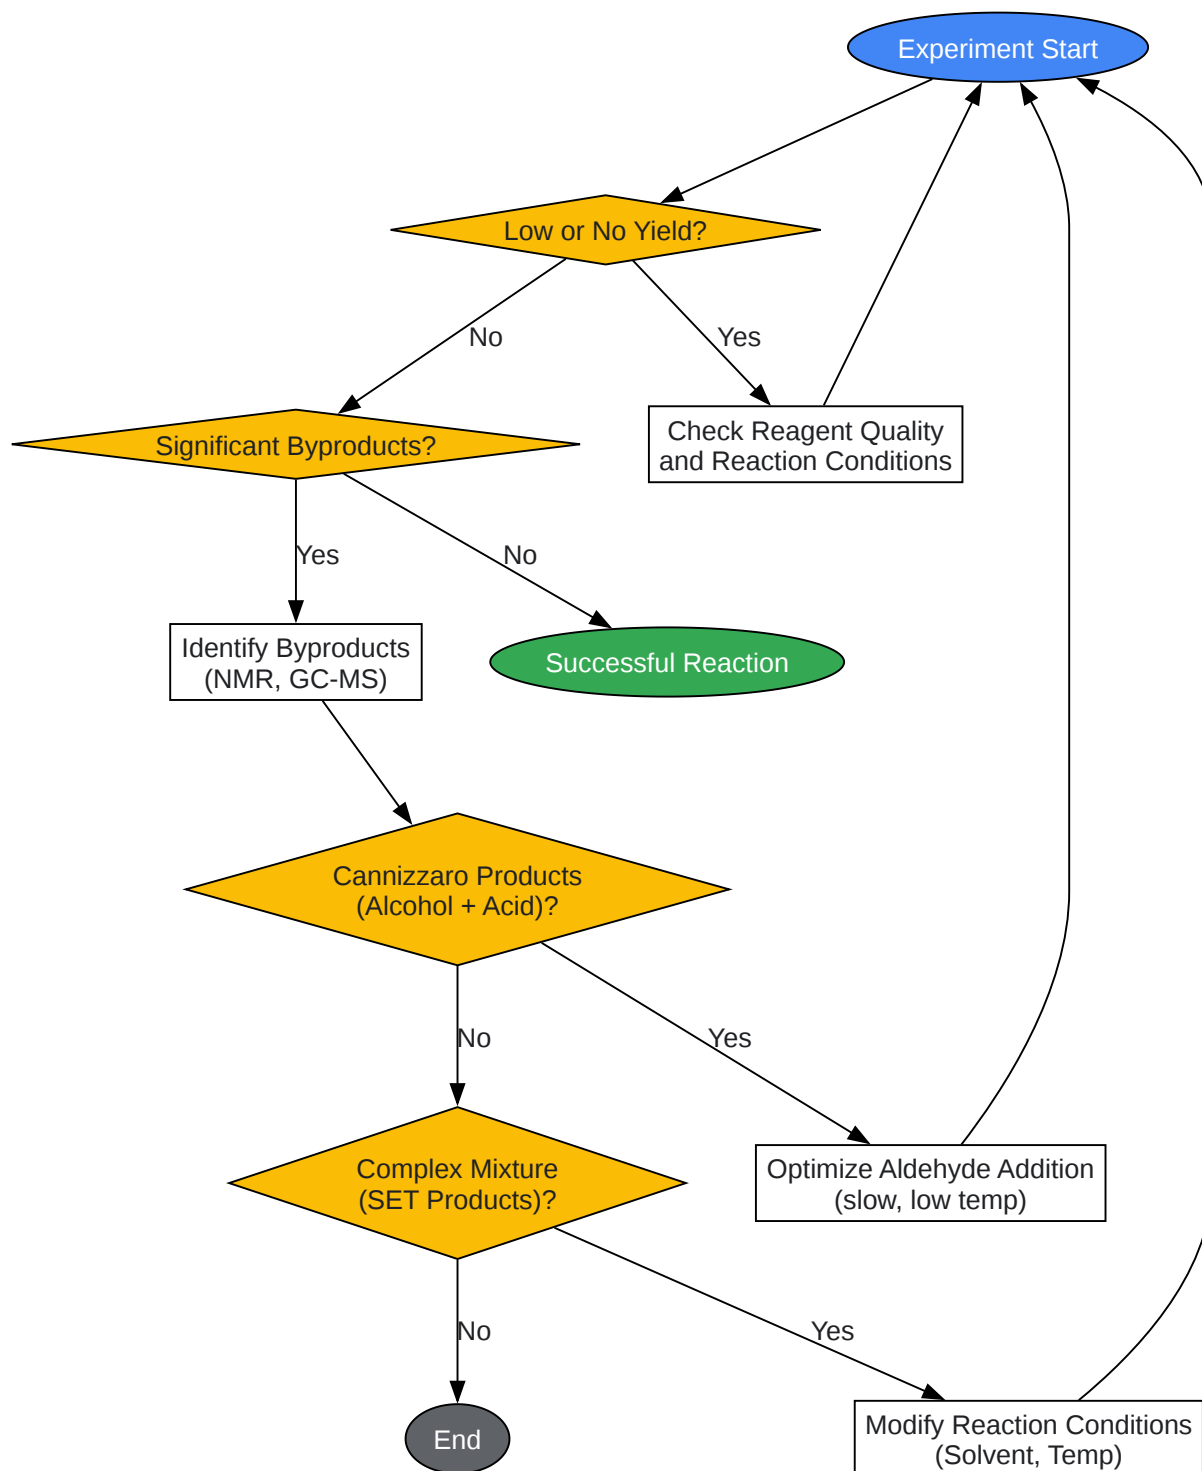 Experiment Start
Low or No Yield?
No
Yes
Check Reagent Quality
and Reaction Conditions
Significant Byproducts?
Yes
No
Identify Byproducts
(NMR, GC-MS)
Successful Reaction
Cannizzaro Products
(Alcohol + Acid)?
No
Yes
Complex Mixture
(SET Products)?
Optimize Aldehyde Addition
(slow, low temp)
No
Yes
End
Modify Reaction Conditions
(Solvent, Temp)